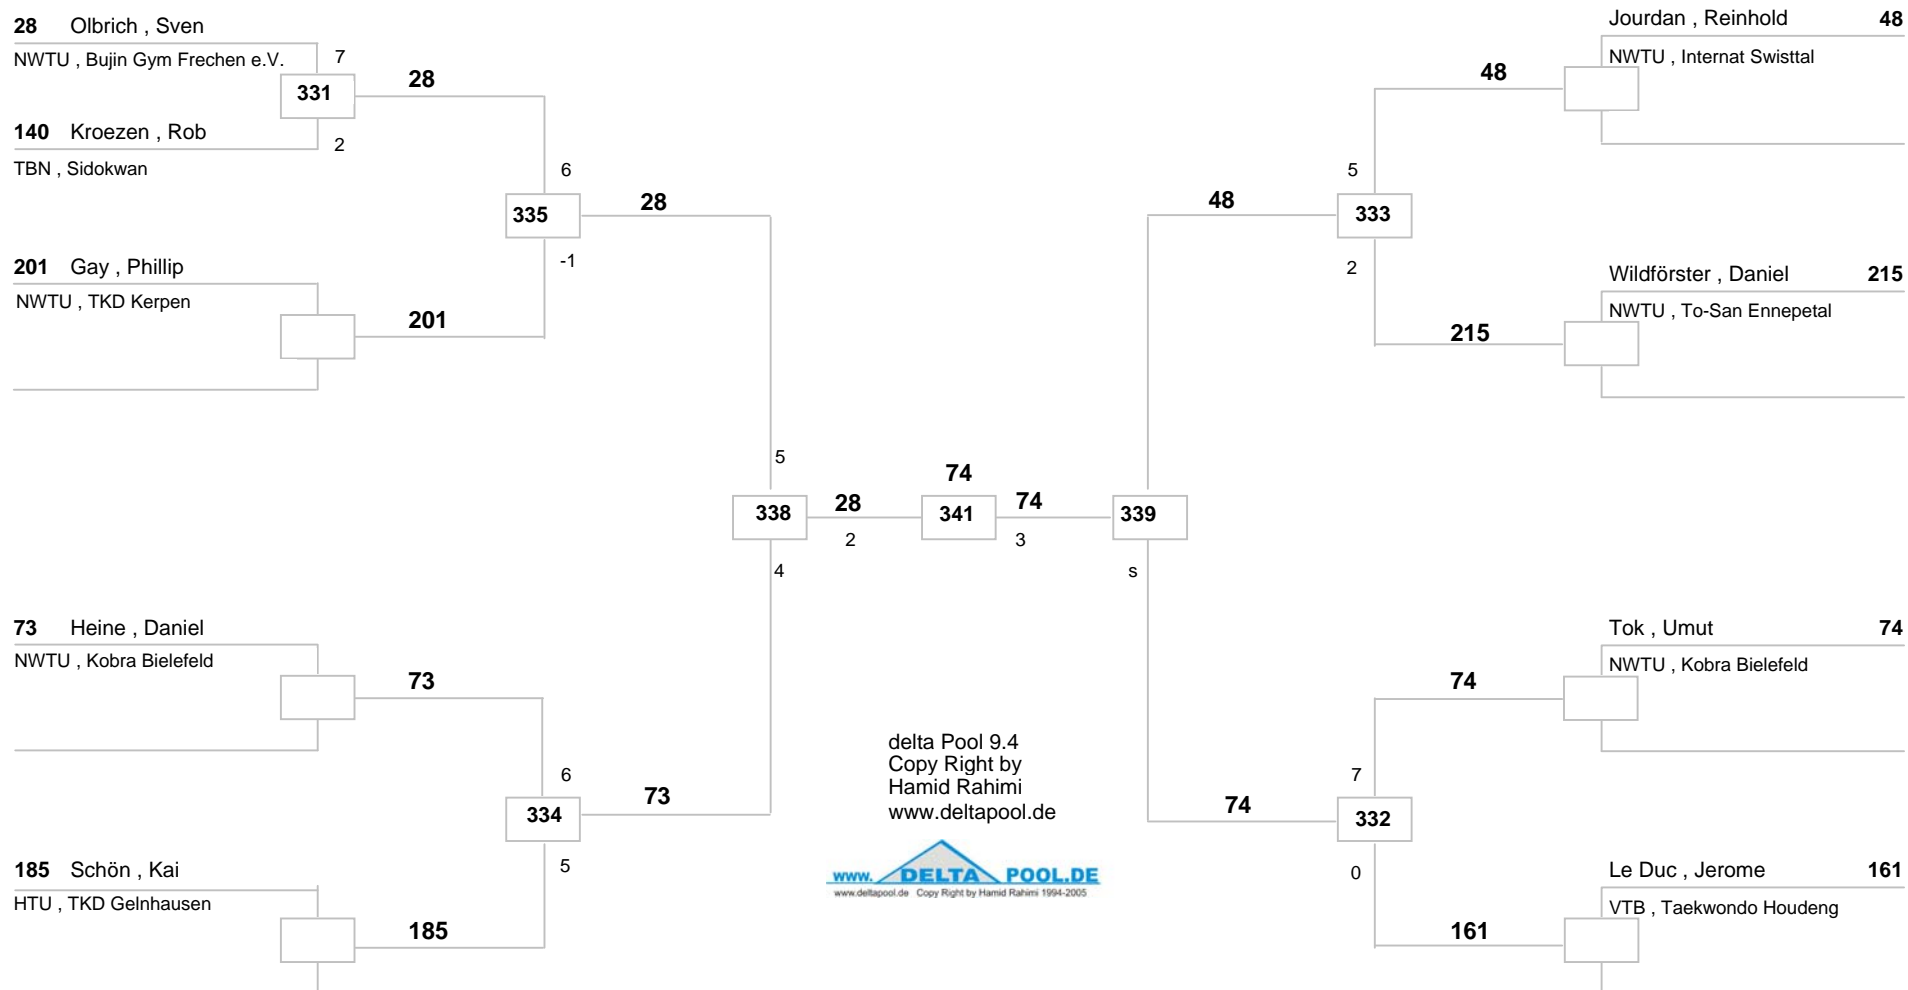 28 Olbrich , Sven
NWTU , Bujin Gym Frechen e.V.
7
331
28
140 Kroezen , Rob
2
TBN , Sidokwan
6
335
28
-1
201 Gay , Phillip
NWTU , TKD Kerpen
201
5
338
28
2
4
73 Heine , Daniel
NWTU , Kobra Bielefeld
73
6
334
73
5
185 Schön , Kai
HTU , TKD Gelnhausen
185
74
341
74
3
339
s
Jourdan , Reinhold 48
NWTU , Internat Swisttal
48
5
48
333
2
Wildförster , Daniel 215
NWTU , To-San Ennepetal
215
Tok , Umut 74
NWTU , Kobra Bielefeld
74
7
74
332
0
Le Duc , Jerome 161
VTB , Taekwondo Houdeng
161
delta Pool 9.4
Copy Right by
Hamid Rahimi
www.deltapool.de
www. DELTA POOL.DE
www.deltapool.de Copy Right by Hamid Rahimi 1994-2005